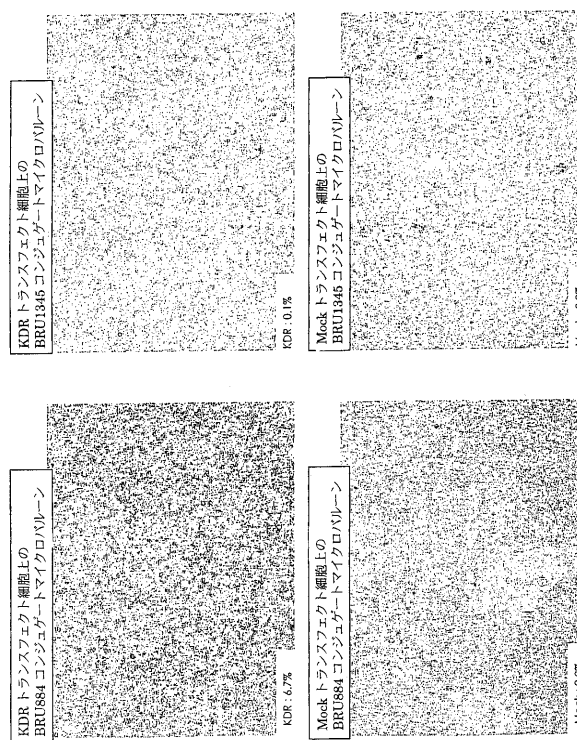 KDR トランスフェクト細胞上の
BRU884 コンジュゲートマイクロバルーン
KDR : 6.7%
KDR トランスフェクト細胞上の
BRU1345 コンジュゲートマイクロバルーン
KDR : 0.1%
Mock トランスフェクト細胞上の
BRU884 コンジュゲートマイクロバルーン
Mock トランスフェクト細胞上の
BRU1345 コンジュゲートマイクロバルーン